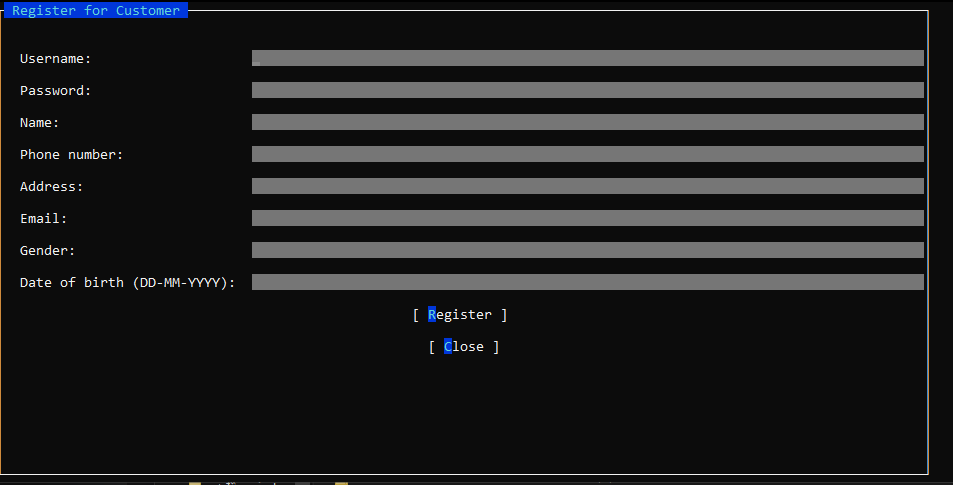 Register for Customer
Username:
Password:
Name:
Phone number:
Address:
Email:
Gender:
Date of birth (DD-MM-YYYY):
[ Register ]
[ Close ]